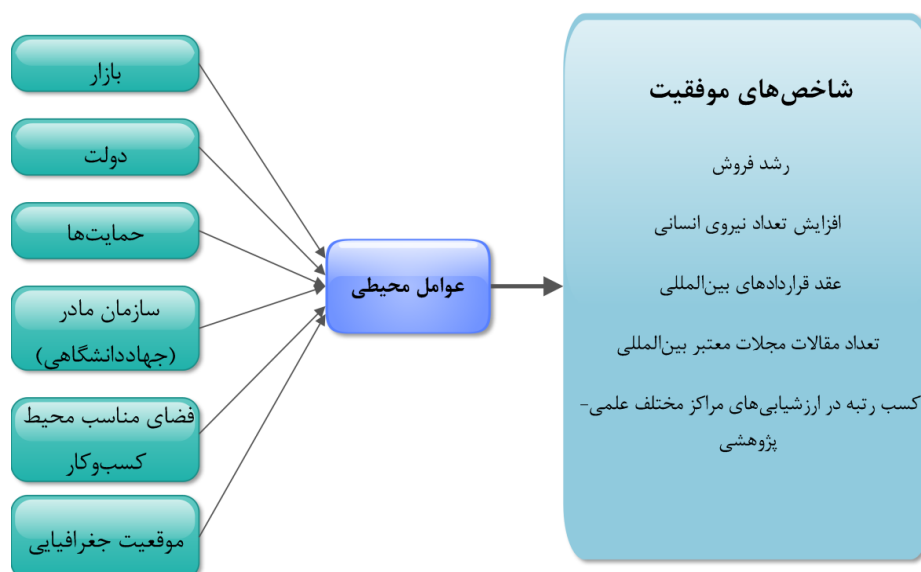 بازار
دولت
حمایت‌ها
سازمان مادر
(جهاددانشگاهی)
فضای مناسب محیط
کسب‌وکار
موقعیت جغرافیایی
عوامل محیطی
شاخص‌های موفقیت
رشد فروش
افزایش تعداد نیروی انسانی
عقد قراردادهای بین‌المللی
تعداد مقالات مجلات معتبر بین‌المللی
کسب رتبه در ارزشیابی‌های مراکز مختلف علمی-
پژوهشی